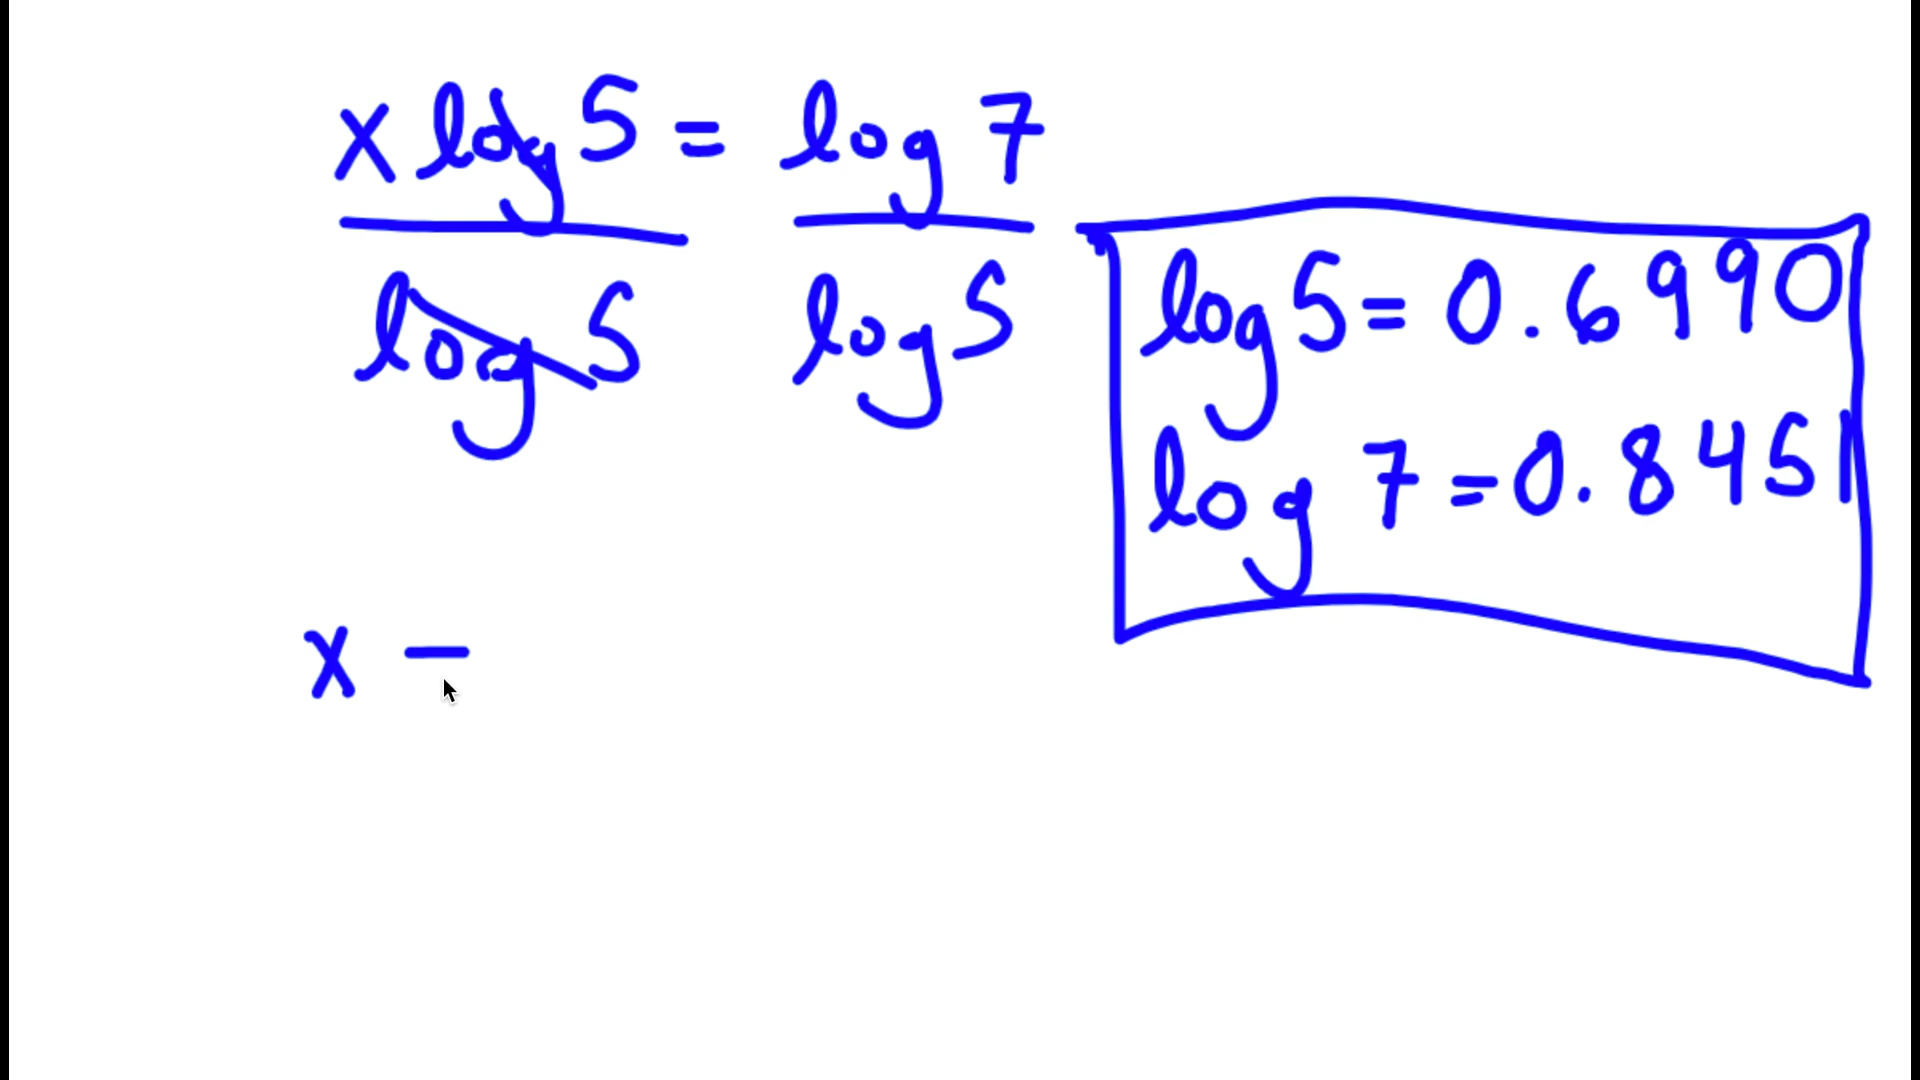 x log 5 = log 7
log 5 log 5
log 5 = 0.6990
log 7 = 0.8451
x –